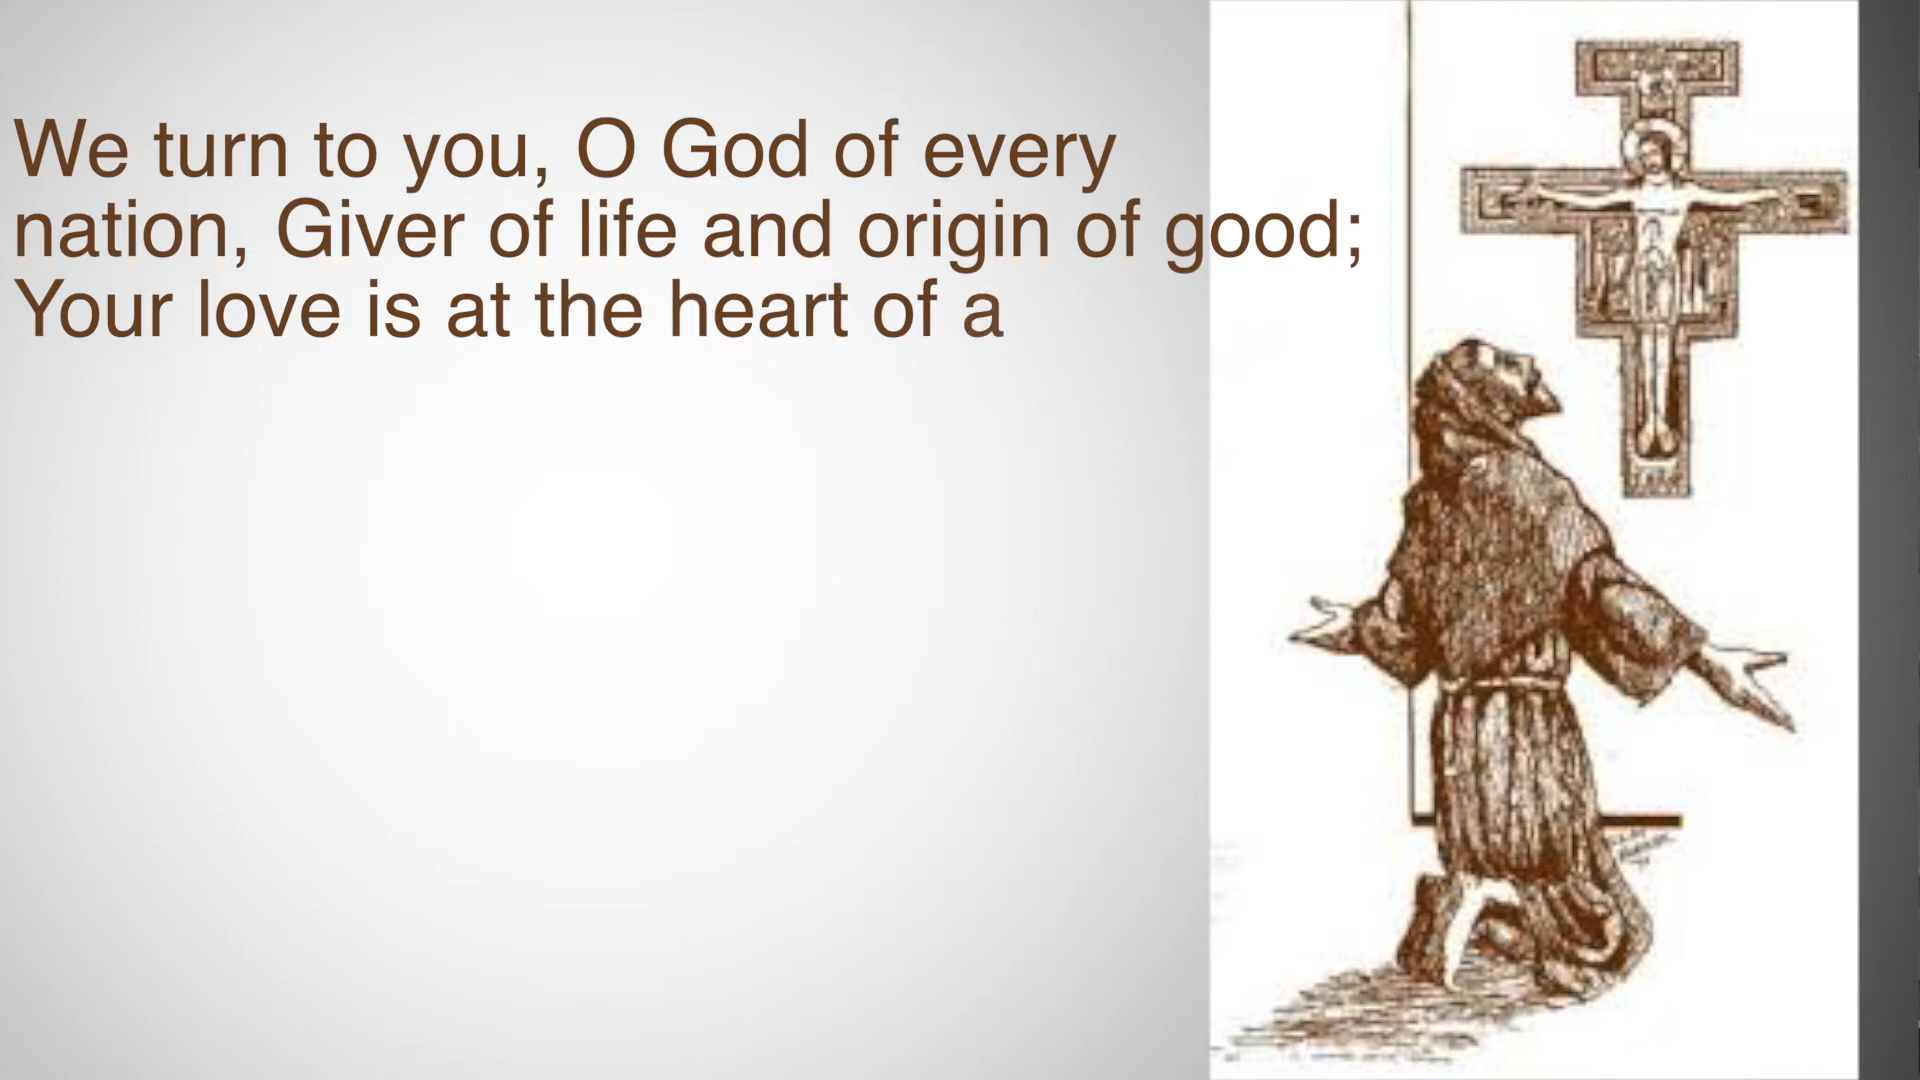 We turn to you, O God of every
nation, Giver of life and origin of good;
Your love is at the heart of a